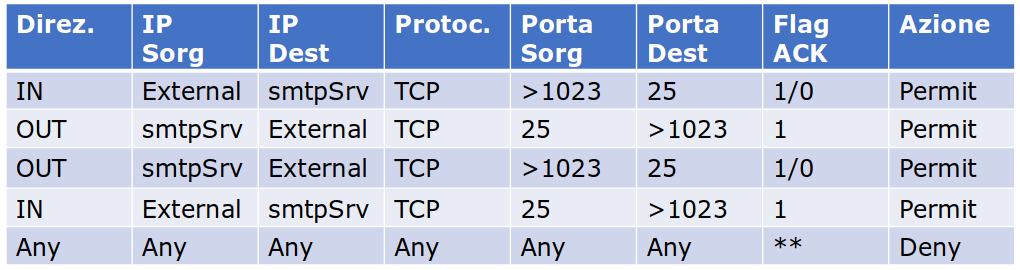 Direz. IP Sorg IP Dest Protoc. Porta Sorg Porta Dest Flag ACK Azione
IN External smtpSrv TCP >1023 25 1/0 Permit
OUT smtpSrv External TCP 25 >1023 1 Permit
OUT smtpSrv External TCP >1023 25 1/0 Permit
IN External smtpSrv TCP 25 >1023 1 Permit
Any Any Any Any Any Any ** Deny